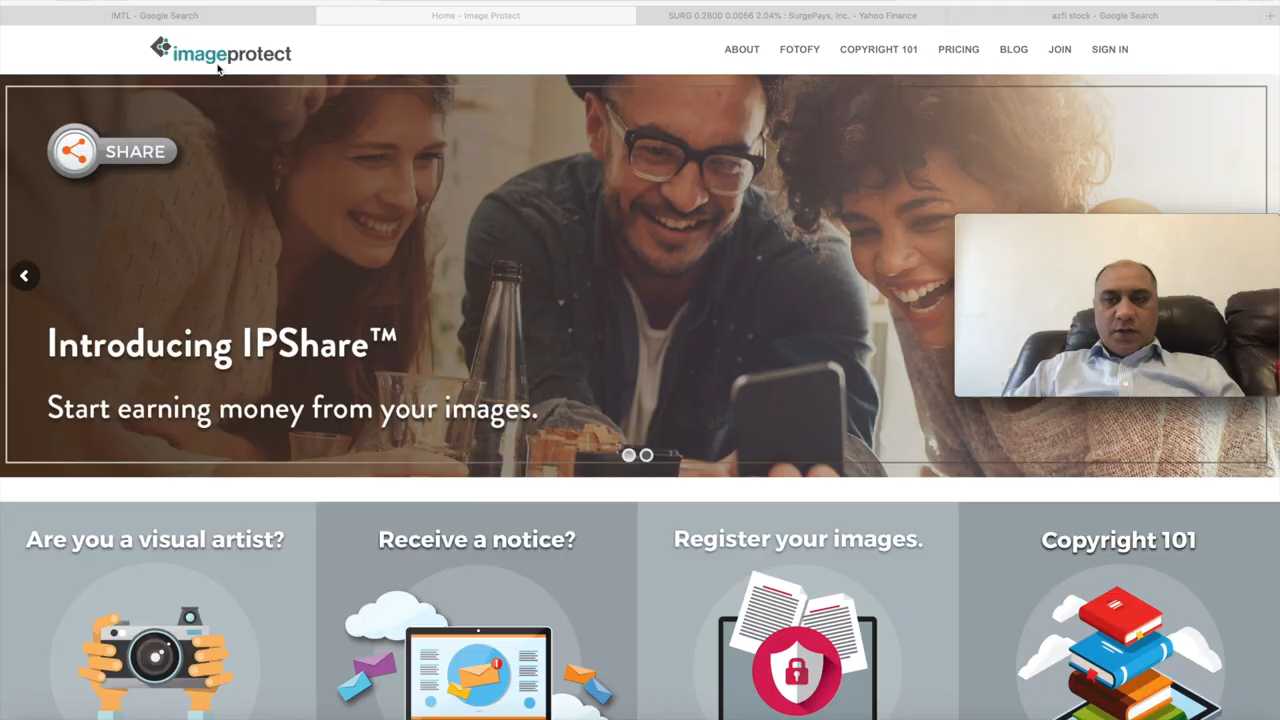 IMTL - Google Search
Home - Image Protect
SURG 0.2800 0.0056 2.04% : SurgePays, Inc. - Yahoo Finance
azfl stock - Google Search
imageprotect
ABOUT
FOTOFY
COPYRIGHT 101
PRICING
BLOG
JOIN
SIGN IN
SHARE
Introducing IPShare™
Start earning money from your images.
Are you a visual artist?
Receive a notice?
Register your images.
Copyright 101